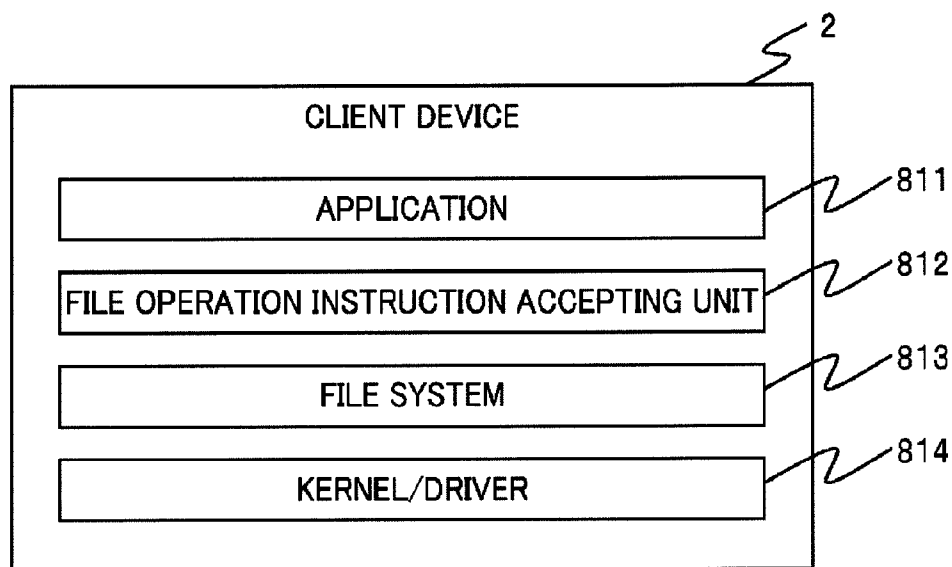 2
CLIENT DEVICE
APPLICATION
811
FILE OPERATION INSTRUCTION ACCEPTING UNIT
812
FILE SYSTEM
813
KERNEL/DRIVER
814